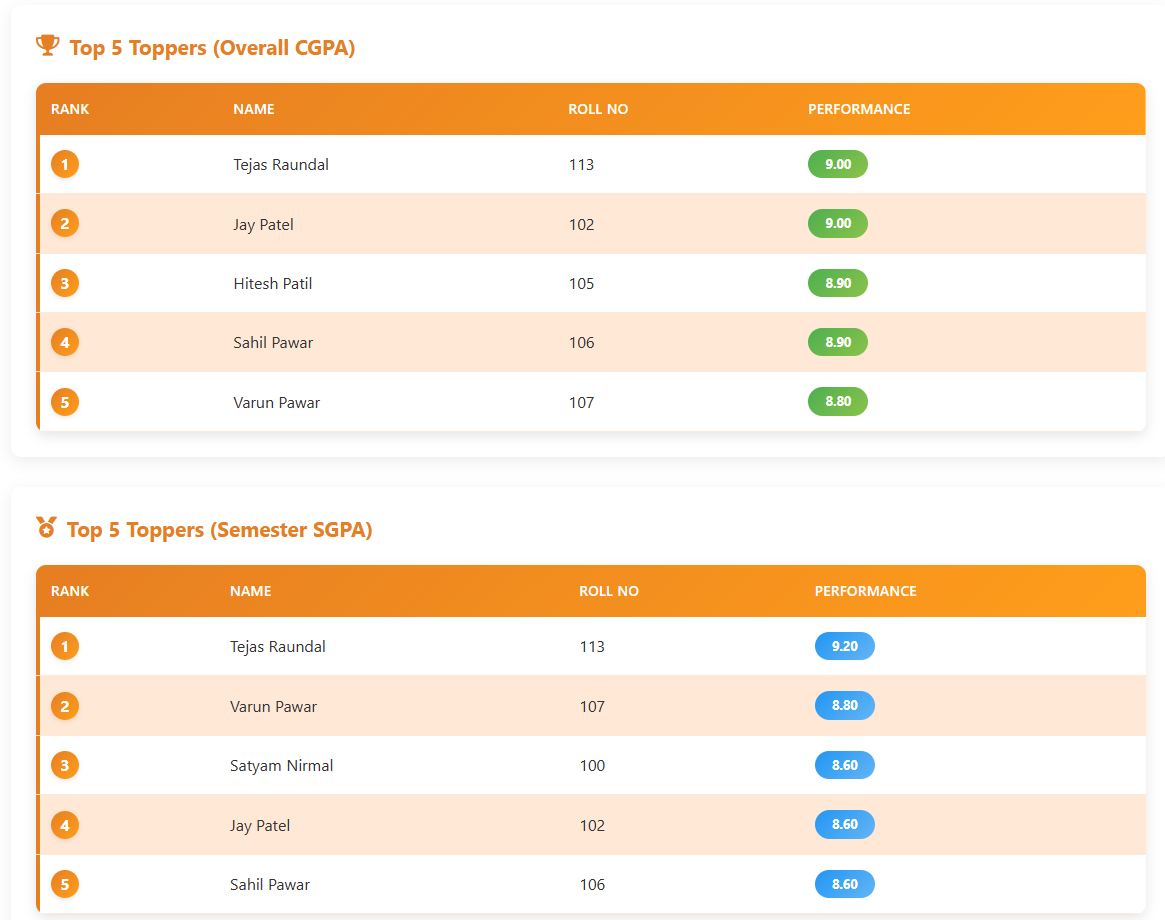 Top 5 Toppers (Overall CGPA)
RANK NAME ROLL NO PERFORMANCE
1 Tejas Raundal 113 9.00
2 Jay Patel 102 9.00
3 Hitesh Patil 105 8.90
4 Sahil Pawar 106 8.90
5 Varun Pawar 107 8.80
Top 5 Toppers (Semester SGPA)
RANK NAME ROLL NO PERFORMANCE
1 Tejas Raundal 113 9.20
2 Varun Pawar 107 8.80
3 Satyam Nirmal 100 8.60
4 Jay Patel 102 8.60
5 Sahil Pawar 106 8.60